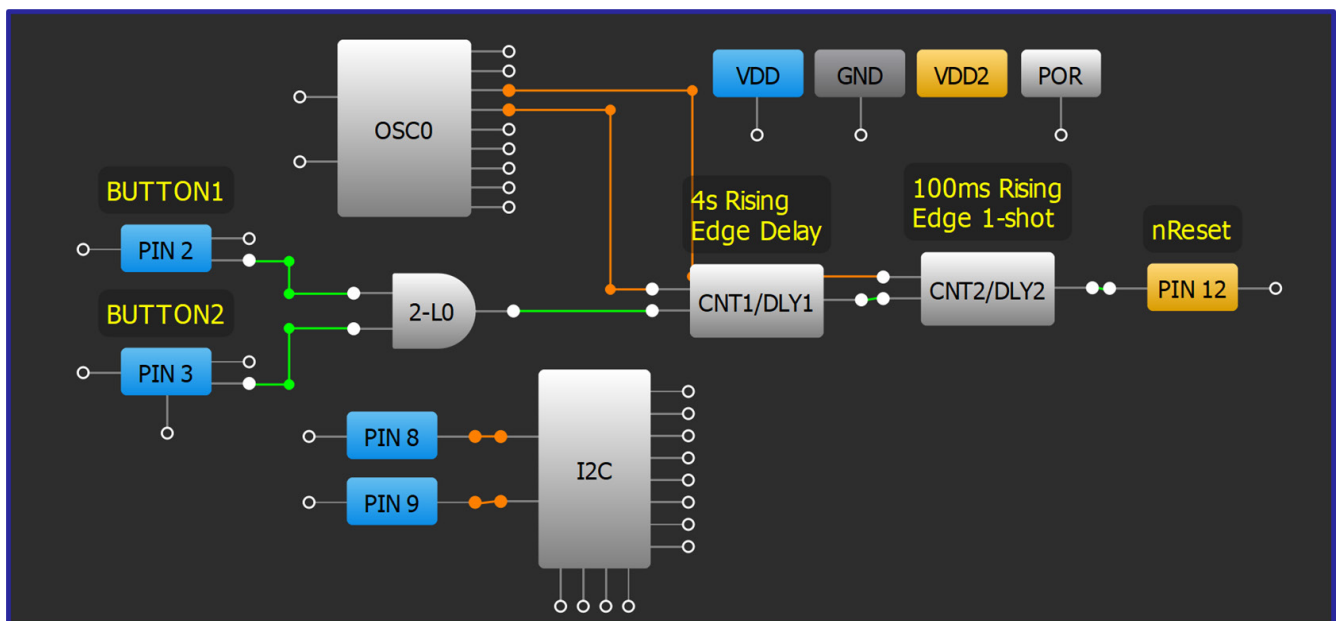 VDD
GND
VDD2
POR
OSC0
BUTTON1
PIN 2
4s Rising
Edge Delay
100ms Rising
Edge 1-shot
nReset
2-L0
CNT1/DLY1
CNT2/DLY2
PIN 12
BUTTON2
PIN 3
PIN 8
PIN 9
I2C